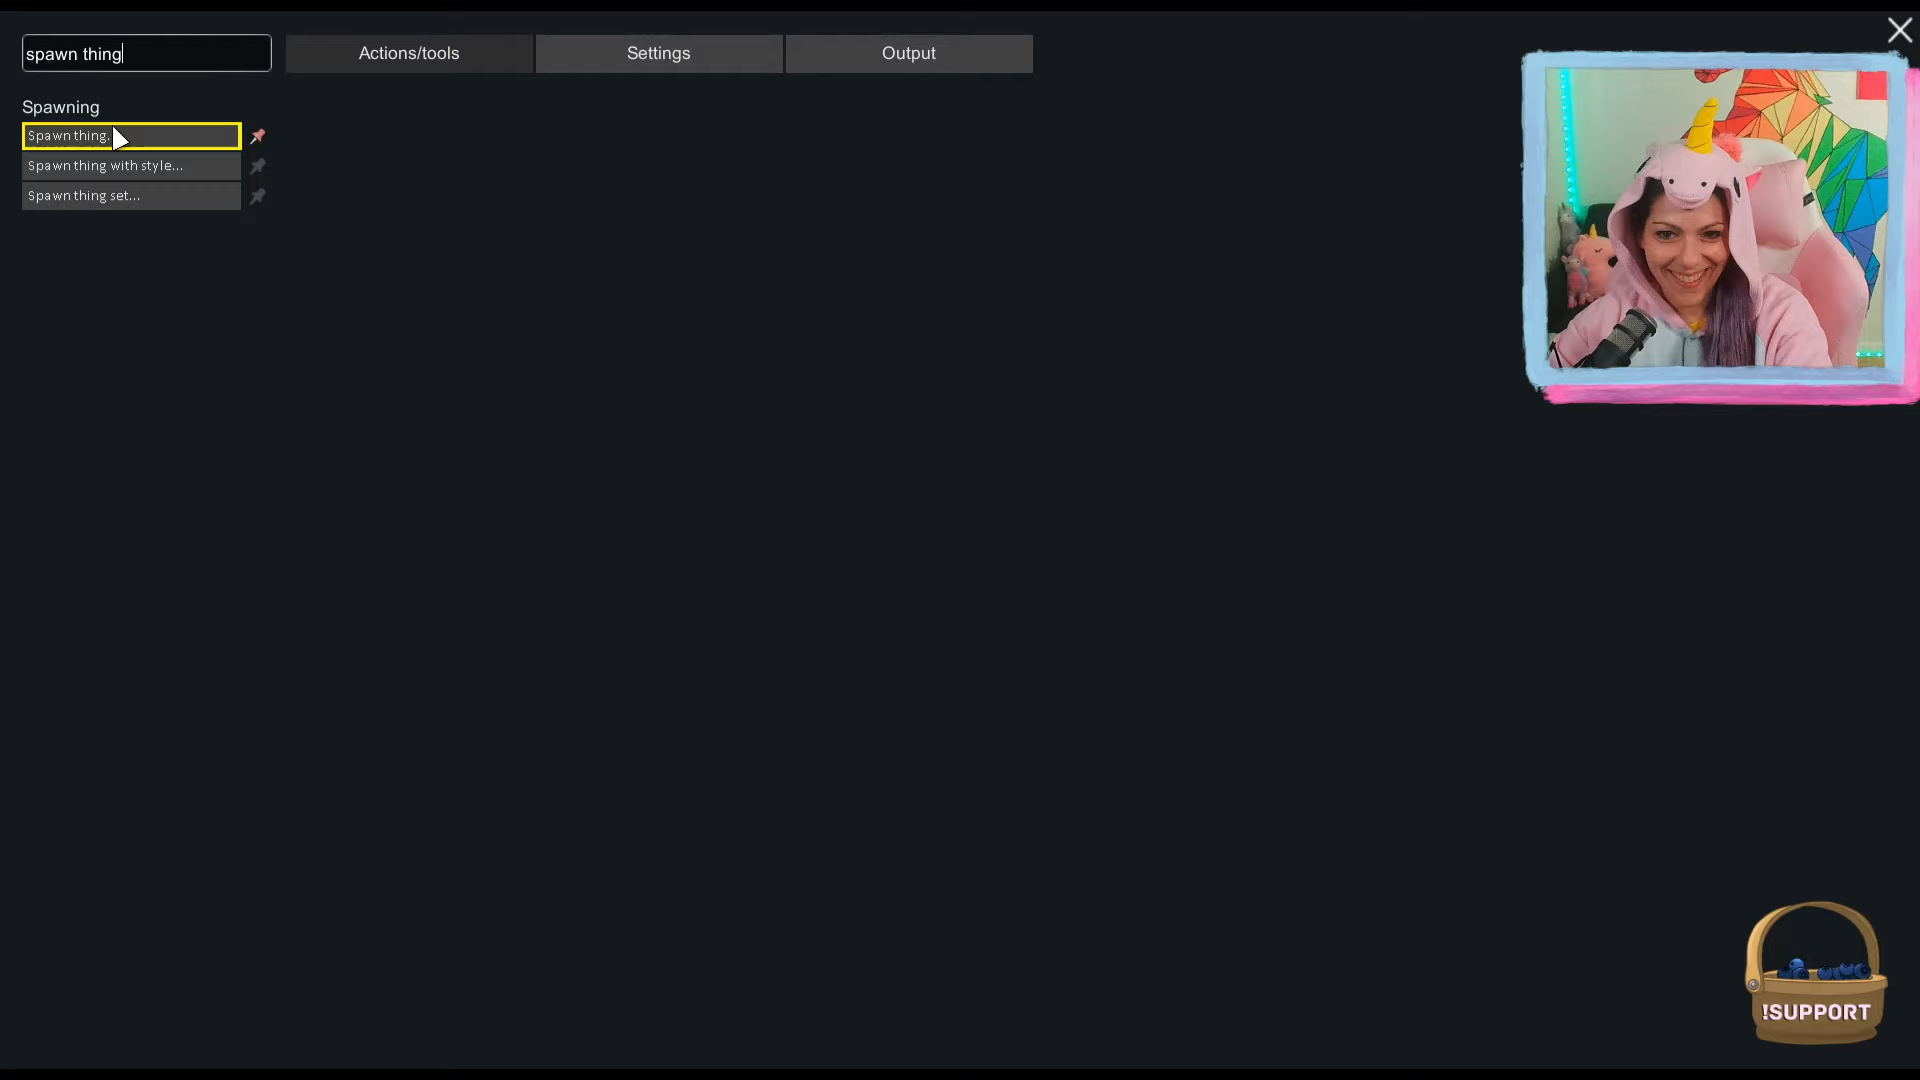 spawn thing
Actions/tools
Settings
Output
Spawning
Spawn thing.
Spawn thing with style...
Spawn thing set...
!SUPPORT